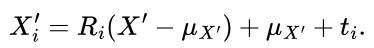 X'_i = R_i(X' − μ_{X'}) + μ_{X'} + t_i.